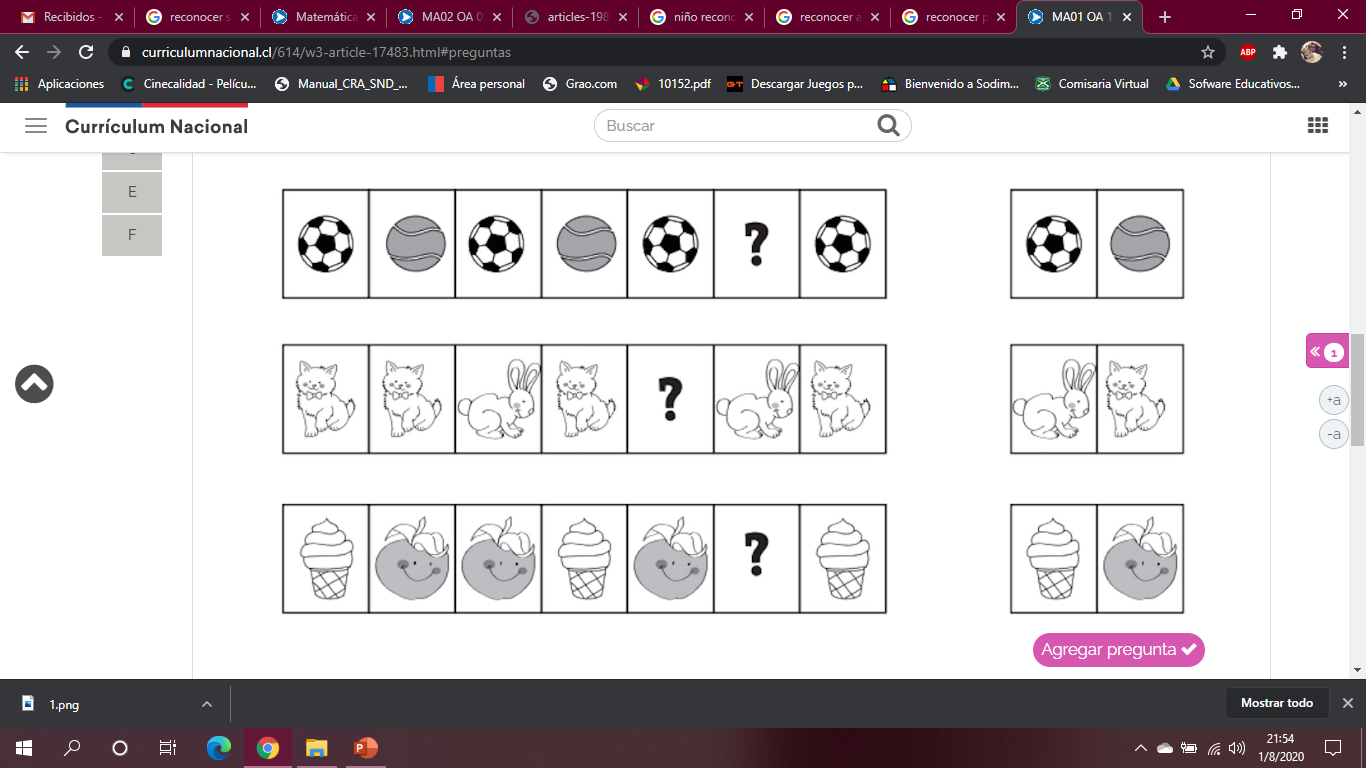 Recibidos -
reconocer s
Matemática
MA02 OA 0
articles-198
niño recono
reconocer a
reconocer p
MA01 OA 1
curriculumnacional.cl/614/w3-article-17483.html#preguntas
ABP
Aplicaciones
Cinecalidad - Pelícu...
Manual_CRA_SND_...
Área personal
Grao.com
10152.pdf
GT
Descargar Juegos p...
Bienvenido a Sodim...
Comisaria Virtual
Sofware Educativos...
»
Currículum Nacional
Buscar
E
F
?
?
?
« 1
+a
-a
Agregar pregunta
1.png
Mostrar todo
21:54
1/8/2020